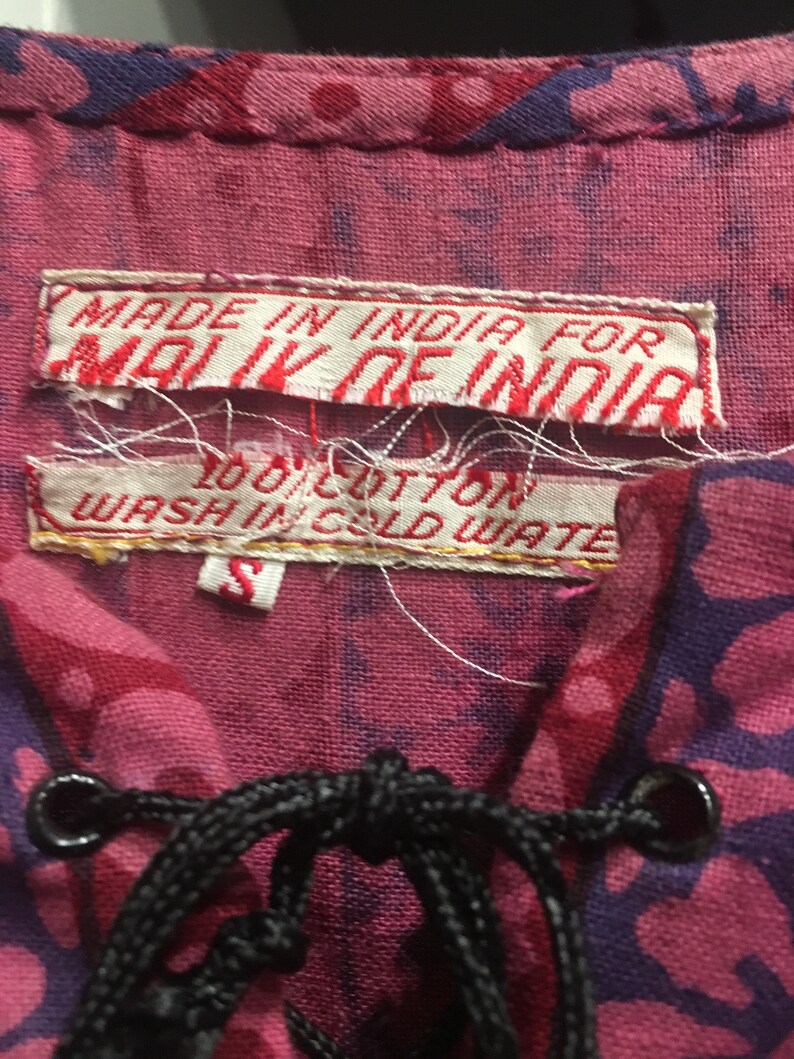 MADE IN INDIA FOR
MALIK OF INDIA
100% COTTON
WASH IN COLD WATE
S